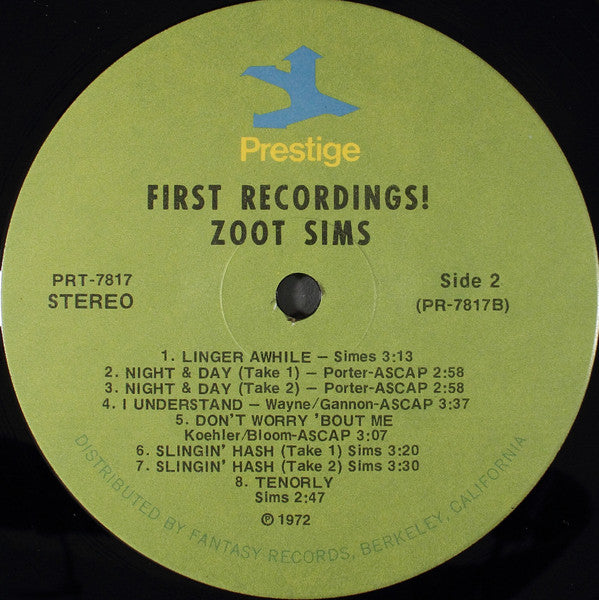 Prestige
FIRST RECORDINGS!
ZOOT SIMS
PRT-7817
STEREO
Side 2
(PR-7817B)
1. LINGER AWHILE – Simes 3:13
2. NIGHT & DAY (Take 1) – Porter-ASCAP 2:58
3. NIGHT & DAY (Take 2) – Porter-ASCAP 2:58
4. I UNDERSTAND – Wayne/Gannon-ASCAP 3:37
5. DON'T WORRY 'BOUT ME
Koehler/Bloom-ASCAP 3:07
6. SLINGIN' HASH (Take 1) Sims 3:20
7. SLINGIN' HASH (Take 2) Sims 3:30
8. TENORLY
Sims 2:47
℗ 1972
DISTRIBUTED BY FANTASY RECORDS, BERKELEY, CALIFORNIA